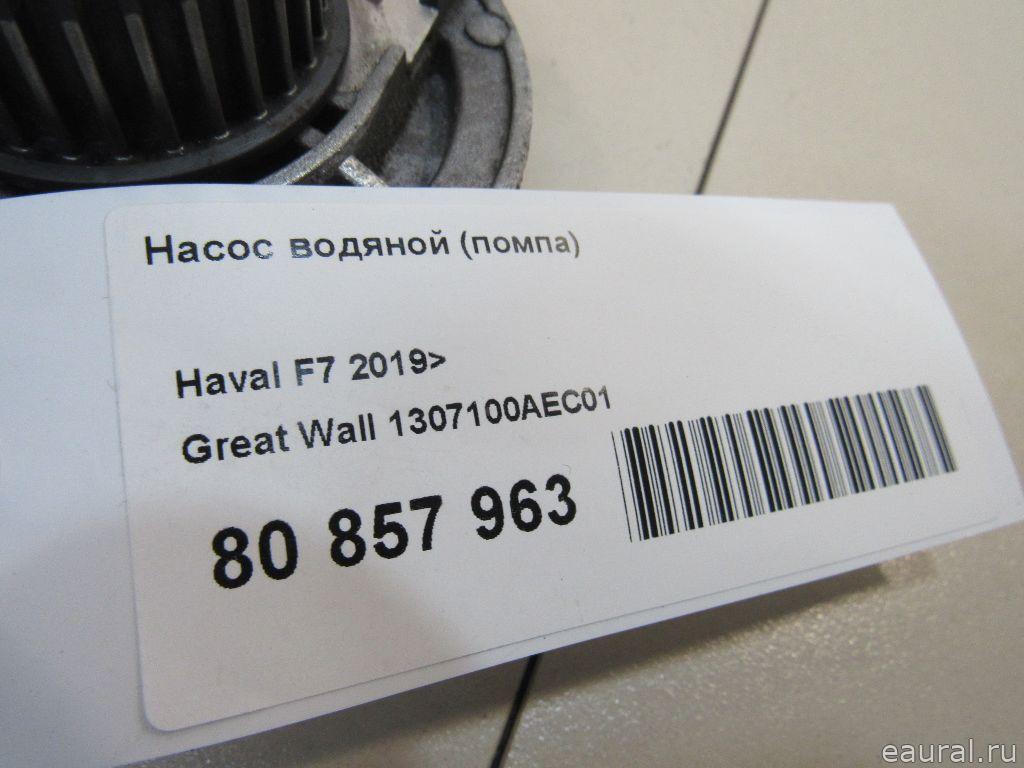 Насос водяной (помпа)
Haval F7 2019>
Great Wall 1307100AEC01
80 857 963
eaural.ru